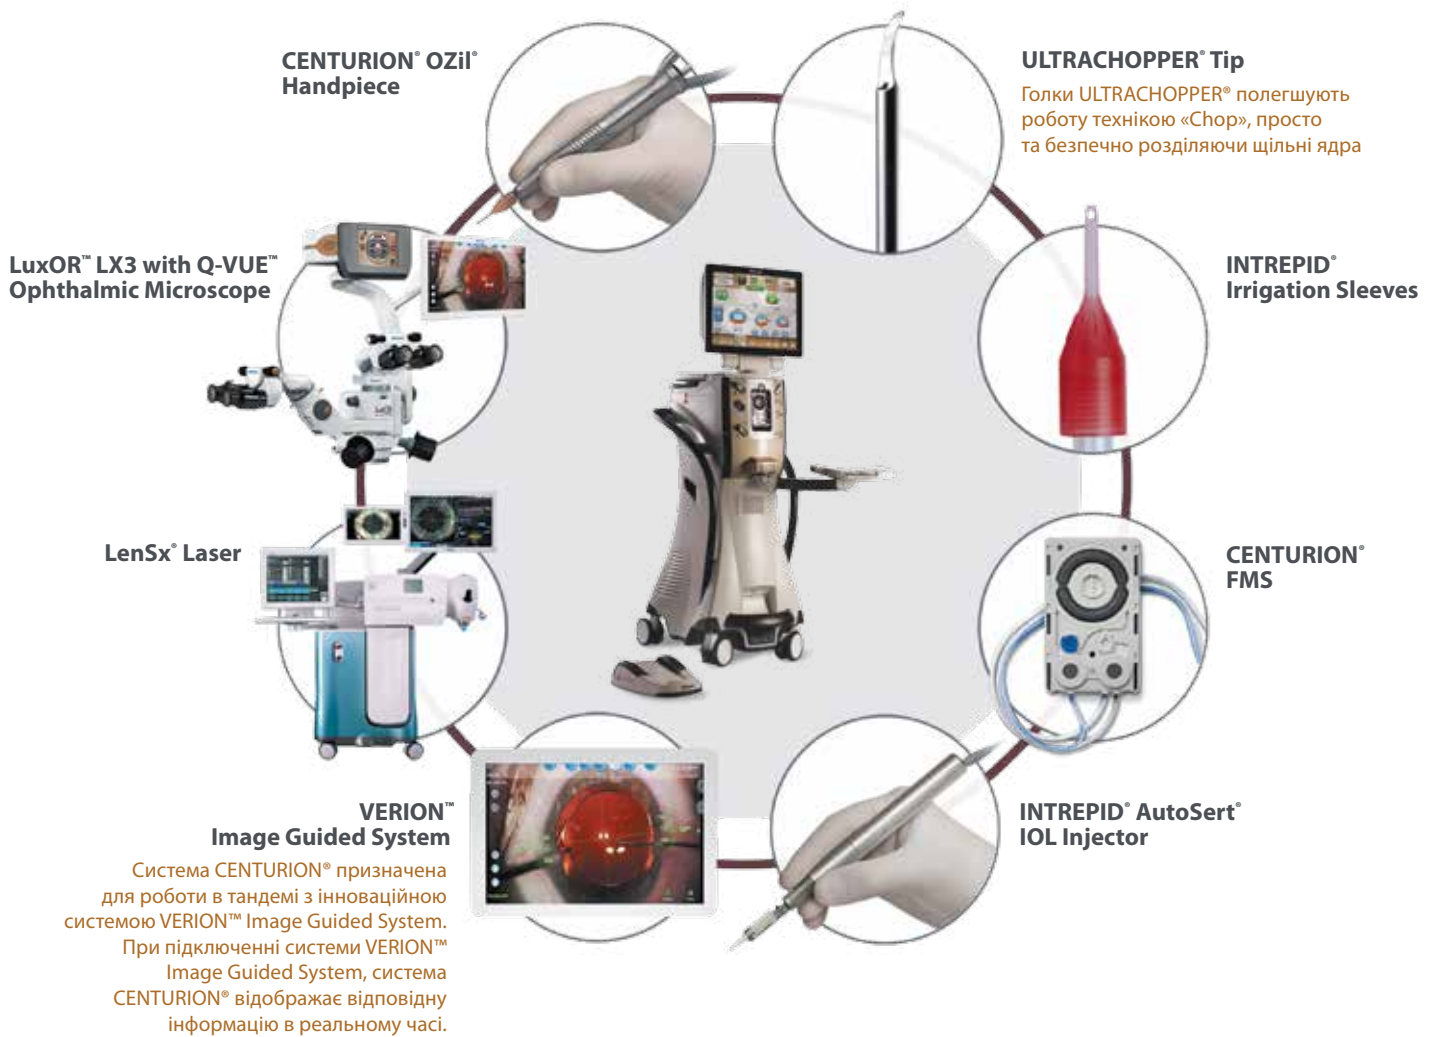 CENTURION® OZil®
Handpiece
ULTRACHOPPER® Tip
Голки ULTRACHOPPER® полегшують
роботу технікою «Chop», просто
та безпечно розділяючи щільні ядра
LuxOR™ LX3 with Q-VUE™
Ophthalmic Microscope
INTREPID®
Irrigation Sleeves
LenSx® Laser
CENTURION®
FMS
VERION™
Image Guided System
Система CENTURION® призначена
для роботи в тандемі з інноваційною
системою VERION™ Image Guided System.
При підключенні системи VERION™
Image Guided System, система
CENTURION® відображає відповідну
інформацію в реальному часі.
INTREPID® AutoSert®
IOL Injector